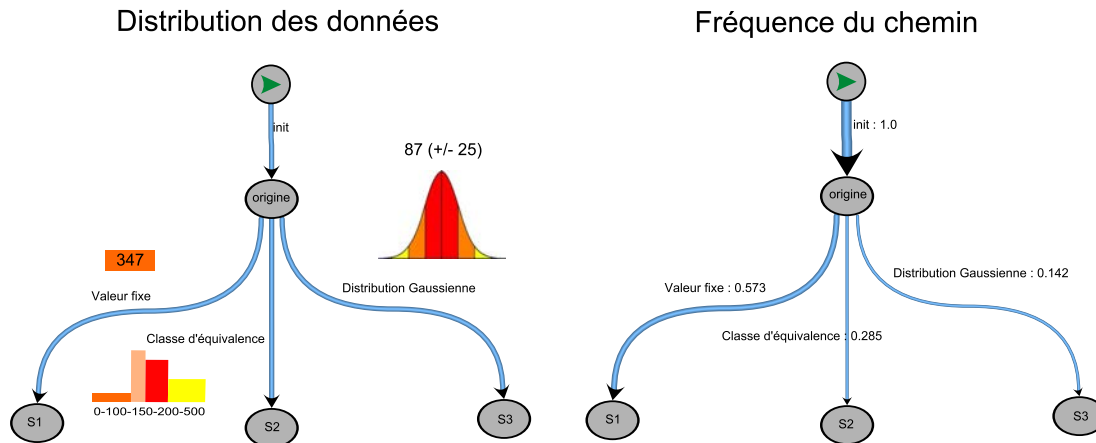 Distribution des données
init
87 (+/- 25)
origine
347
Valeur fixe
Distribution Gaussienne
Classe d'équivalence
0-100-150-200-500
S1
S2
S3
Fréquence du chemin
init : 1.0
origine
Distribution Gaussienne : 0.142
Valeur fixe : 0.573
Classe d'équivalence : 0.285
S1
S2
S3